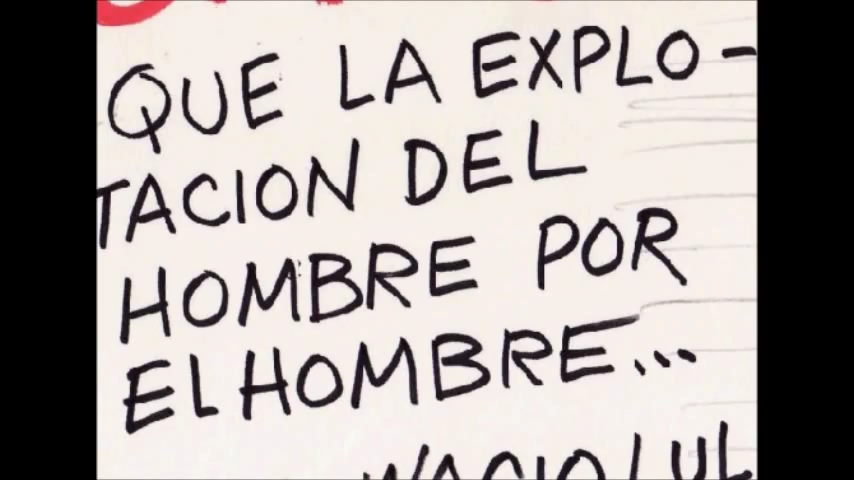 QUE LA EXPLO-
TACION DEL
HOMBRE POR
EL HOMBRE...